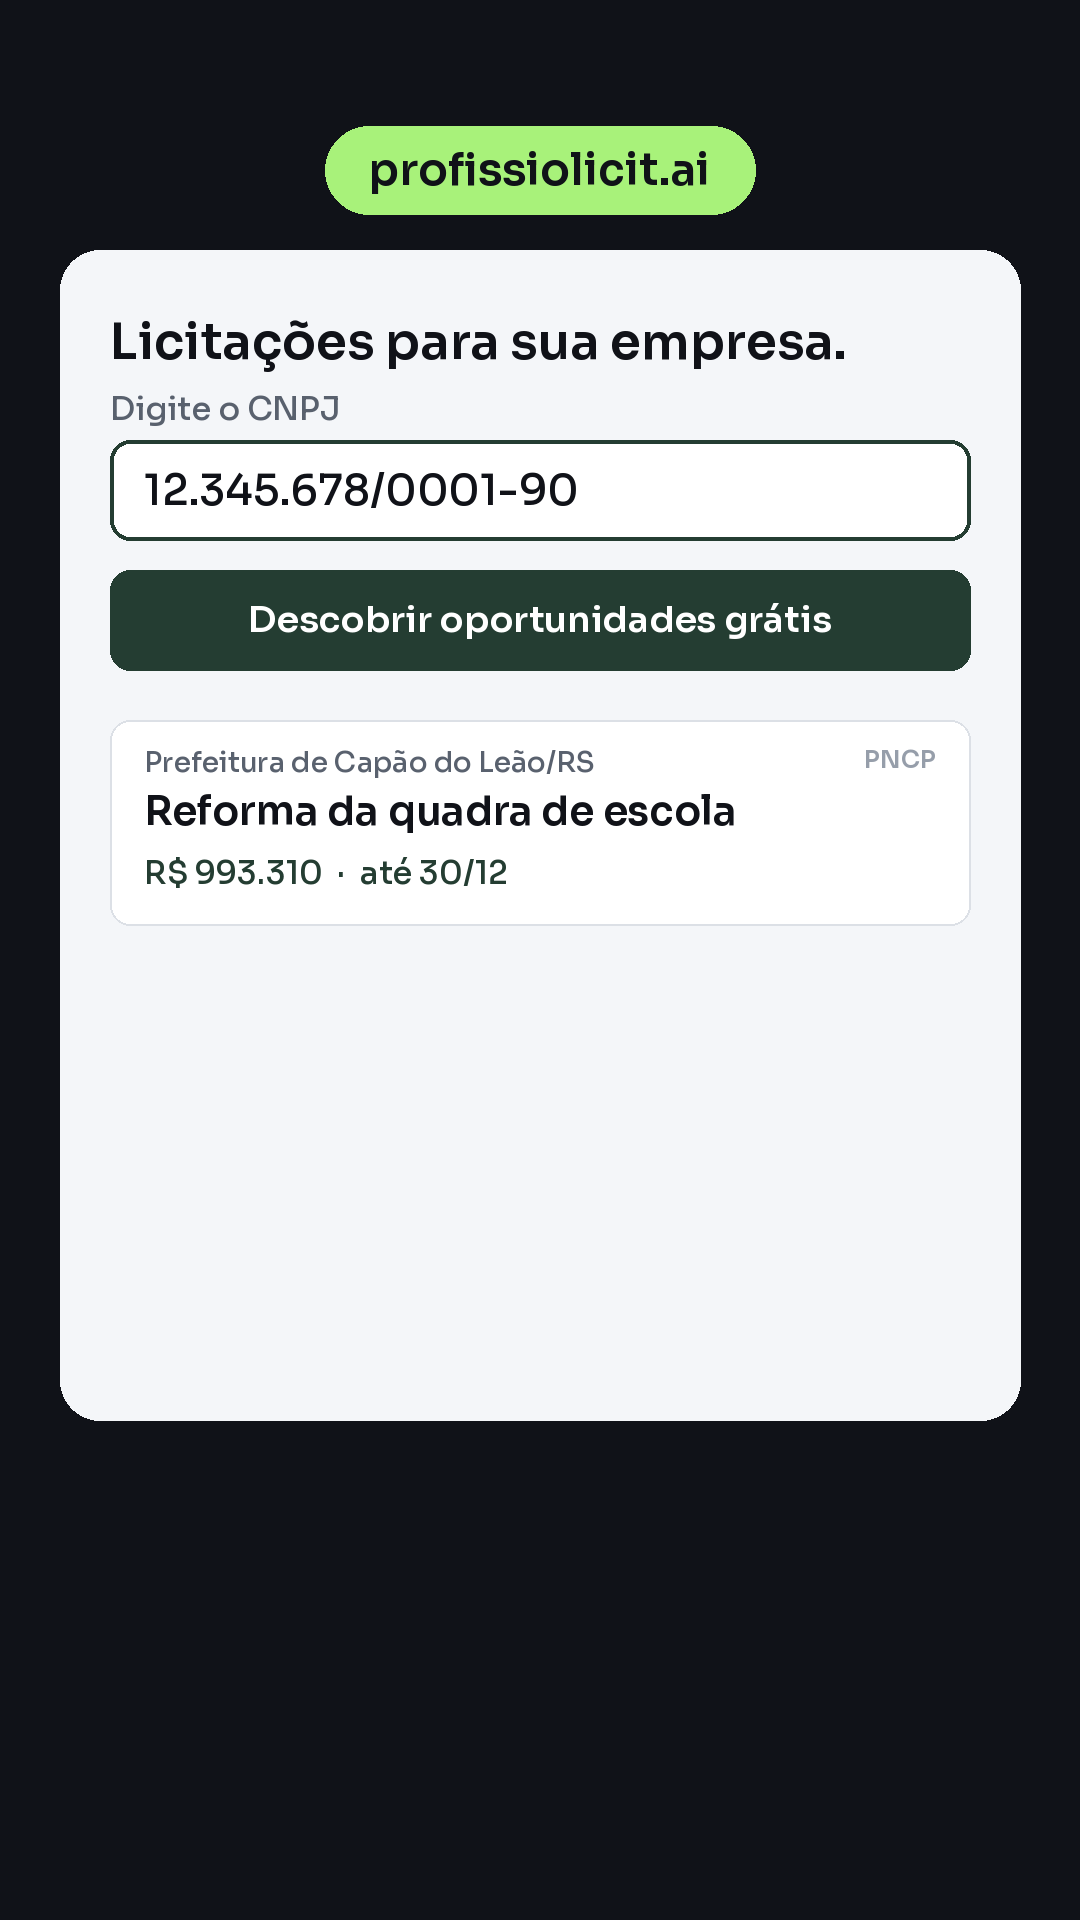 profissiolicit.ai
Licitações para sua empresa.
Digite o CNPJ
12.345.678/0001-90
Descobrir oportunidades grátis
Prefeitura de Capão do Leão/RS
PNCP
Reforma da quadra de escola
R$ 993.310 · até 30/12